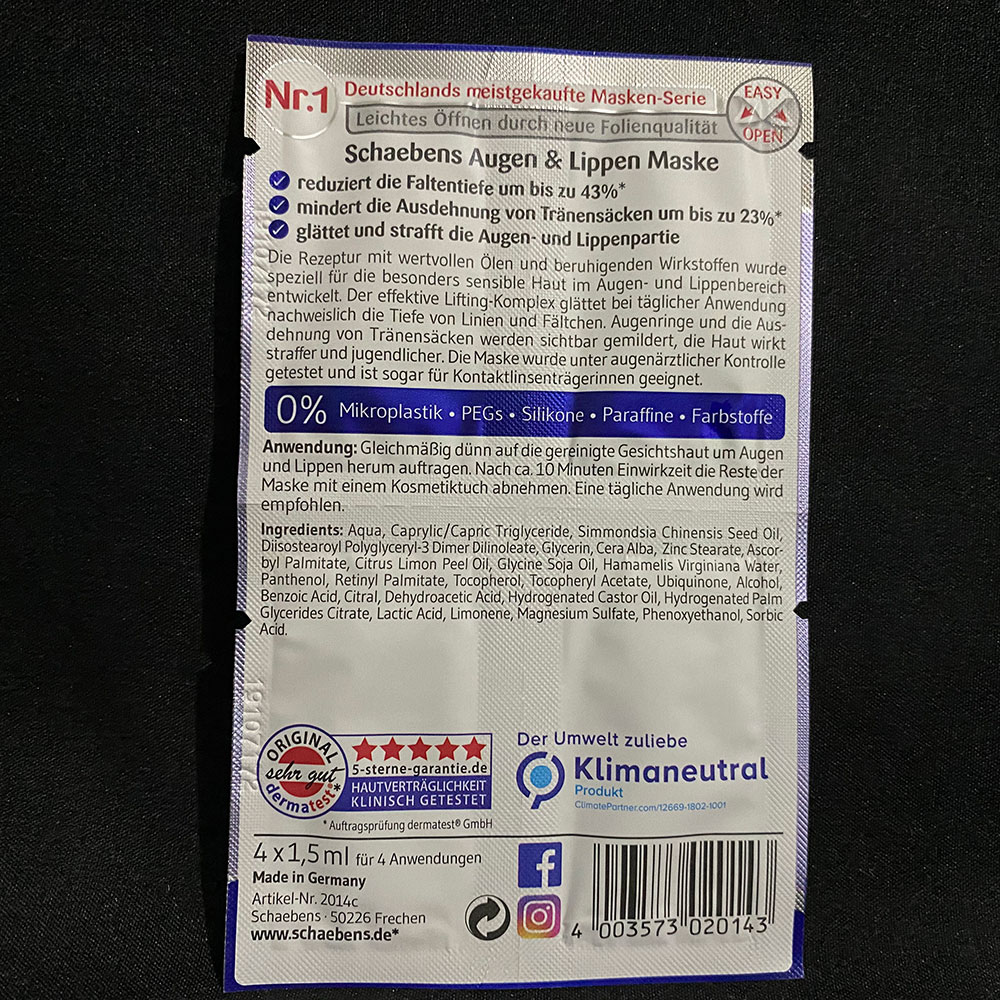 Nr.1
Deutschlands meistgekaufte Masken-Serie
Leichtes Öffnen durch neue Folienqualität
EASY
OPEN
Schaebens Augen & Lippen Maske
reduziert die Faltentiefe um bis zu 43%*
mindert die Ausdehnung von Tränensäcken um bis zu 23%*
glättet und strafft die Augen- und Lippenpartie
Die Rezeptur mit wertvollen Ölen und beruhigenden Wirkstoffen wurde
speziell für die besonders sensible Haut im Augen- und Lippenbereich
entwickelt. Der effektive Lifting-Komplex glättet bei täglicher Anwendung
nachweislich die Tiefe von Linien und Fältchen. Augenringe und die Aus-
dehnung von Tränensäcken werden sichtbar gemildert, die Haut wirkt
straffer und jugendlicher. Die Maske wurde unter augenärztlicher Kontrolle
getestet und ist sogar für Kontaktlinsenträgerinnen geeignet.
0% Mikroplastik • PEGs • Silikone • Paraffine • Farbstoffe
Anwendung: Gleichmäßig dünn auf die gereinigte Gesichtshaut um Augen
und Lippen herum auftragen. Nach ca. 10 Minuten Einwirkzeit die Reste der
Maske mit einem Kosmetiktuch abnehmen. Eine tägliche Anwendung wird
empfohlen.
Ingredients: Aqua, Caprylic/Capric Triglyceride, Simmondsia Chinensis Seed Oil,
Diisostearoyl Polyglyceryl-3 Dimer Dilinoleate, Glycerin, Cera Alba, Zinc Stearate, Ascor-
byl Palmitate, Citrus Limon Peel Oil, Glycine Soja Oil, Hamamelis Virginiana Water,
Panthenol, Retinyl Palmitate, Tocopherol, Tocopheryl Acetate, Ubiquinone, Alcohol,
Benzoic Acid, Citral, Dehydroacetic Acid, Hydrogenated Castor Oil, Hydrogenated Palm
Glycerides Citrate, Lactic Acid, Limonene, Magnesium Sulfate, Phenoxyethanol, Sorbic
Acid.
ORIGINAL
sehr gut
dermatest®*
5-sterne-garantie.de
HAUTVERTRÄGLICHKEIT
KLINISCH GETESTET
* Auftragsprüfung dermatest® GmbH
Der Umwelt zuliebe
Klimaneutral
Produkt
ClimatePartner.com/12669-1802-1001
4 x 1,5 ml für 4 Anwendungen
Made in Germany
Artikel-Nr. 2014c
Schaebens · 50226 Frechen
www.schaebens.de*
4 003573 020143